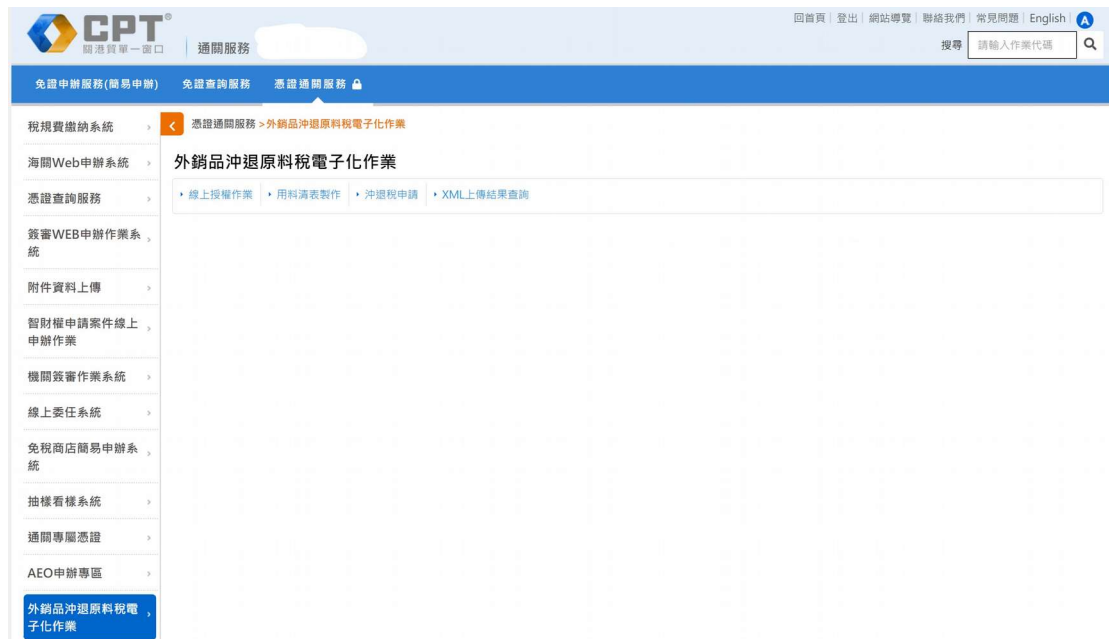 回首頁 | 登出 | 網站導覽 | 聯絡我們 | 常見問題 | English | A
CPT®
關港貿單一窗口
通關服務
搜尋 請輸入作業代碼
免證申辦服務(簡易申辦) 免證查詢服務 憑證通關服務
稅規費繳納系統
海關Web申辦系統
憑證查詢服務
簽審WEB申辦作業系
統
附件資料上傳
智財權申請案件線上
申辦作業
機關簽審作業系統
線上委任系統
免稅商店簡易申辦系
統
抽樣看樣系統
通關專屬憑證
AEO申辦專區
外銷品沖退原料稅電
子化作業
憑證通關服務 >外銷品沖退原料稅電子化作業
外銷品沖退原料稅電子化作業
線上授權作業 用料清表製作 沖退稅申請 XML上傳結果查詢